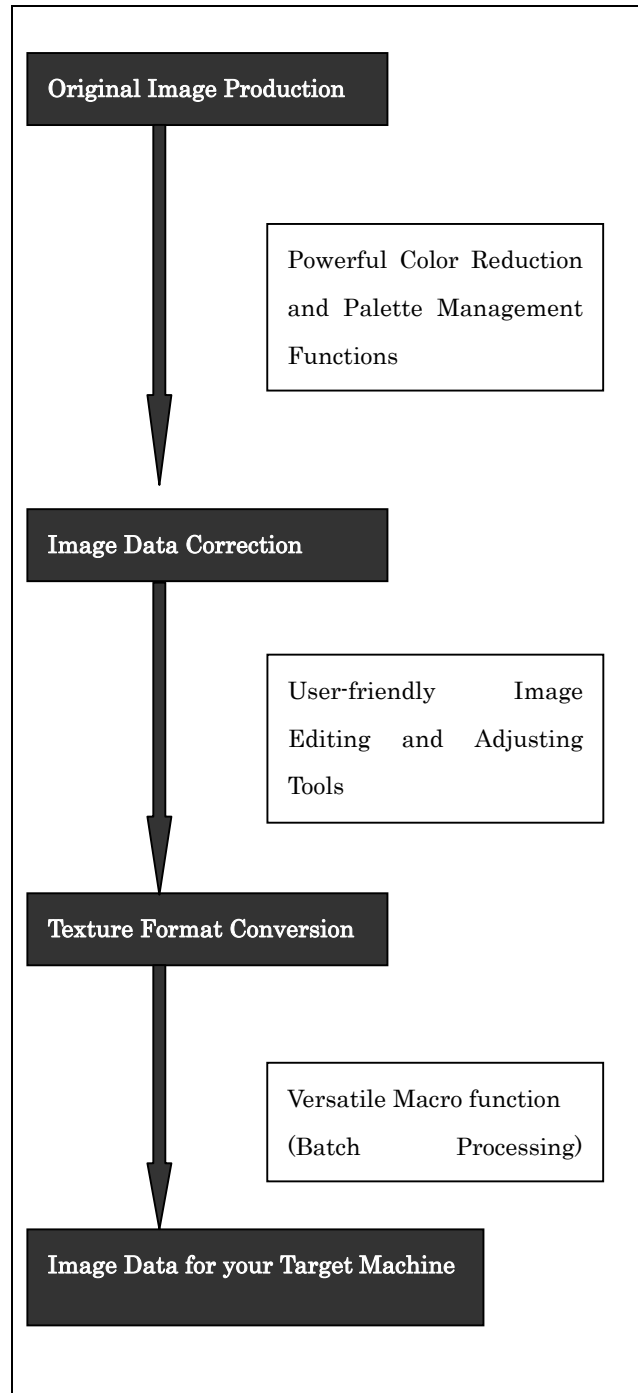 Original Image Production
Powerful Color Reduction
and Palette Management
Functions
Image Data Correction
User-friendly Image
Editing and Adjusting
Tools
Texture Format Conversion
Versatile Macro function
(Batch Processing)
Image Data for your Target Machine